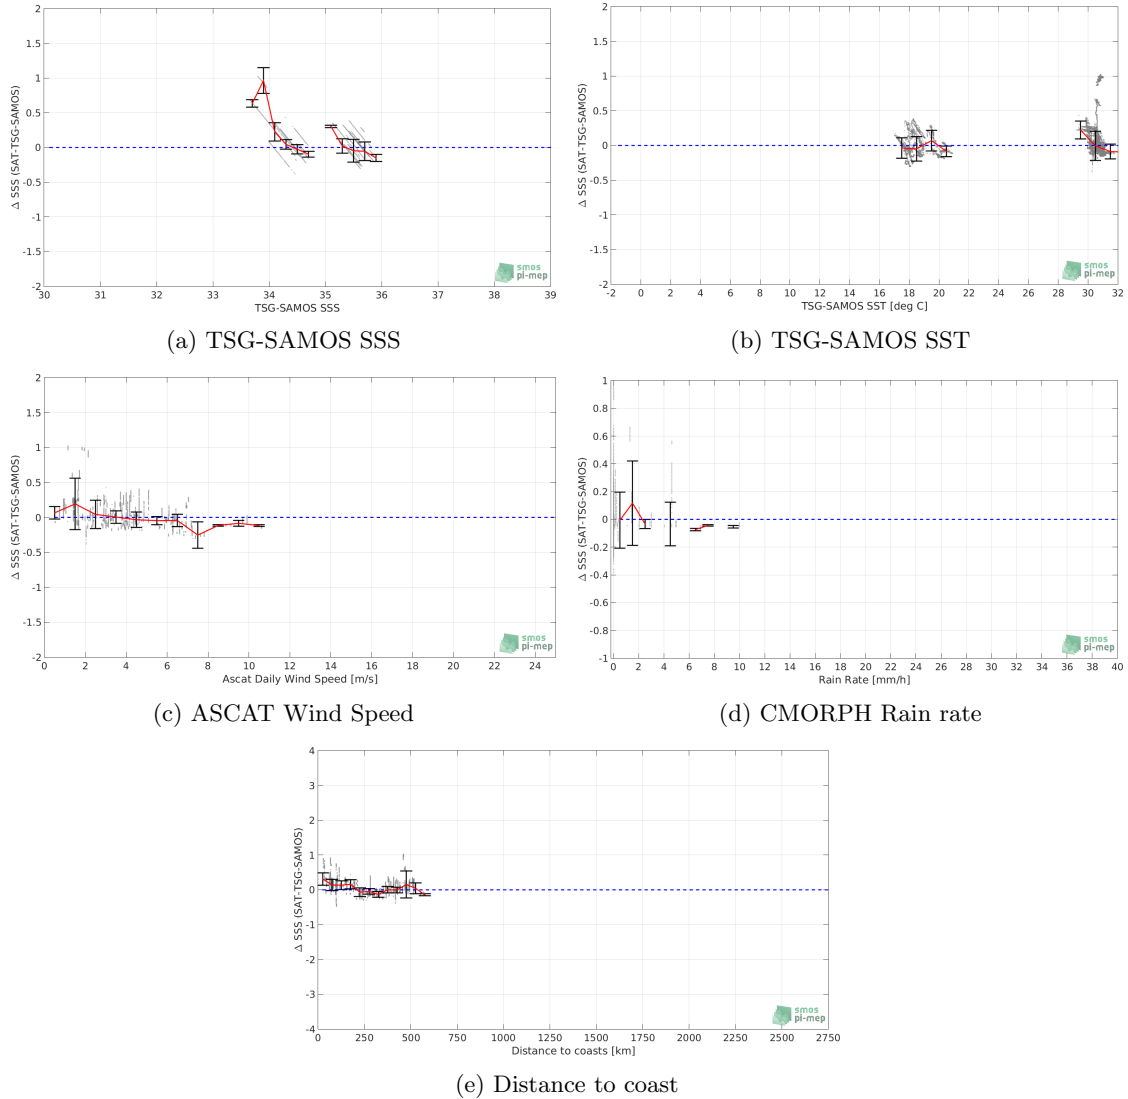 2
1.5
1
0.5
0
-0.5
-1
-1.5
-2
Δ SSS (SAT-TSG-SAMOS)
30 31 32 33 34 35 36 37 38 39
TSG-SAMOS SSS
smos
pi-mep
(a) TSG-SAMOS SSS
2
1.5
1
0.5
0
-0.5
-1
-1.5
-2
Δ SSS (SAT-TSG-SAMOS)
-2 0 2 4 6 8 10 12 14 16 18 20 22 24 26 28 30 32
TSG-SAMOS SST [deg C]
smos
pi-mep
(b) TSG-SAMOS SST
2
1.5
1
0.5
0
-0.5
-1
-1.5
-2
Δ SSS (SAT-TSG-SAMOS)
0 2 4 6 8 10 12 14 16 18 20 22 24
Ascat Daily Wind Speed [m/s]
smos
pi-mep
(c) ASCAT Wind Speed
1
0.8
0.6
0.4
0.2
0
-0.2
-0.4
-0.6
-0.8
-1
Δ SSS (SAT-TSG-SAMOS)
0 2 4 6 8 10 12 14 16 18 20 22 24 26 28 30 32 34 36 38 40
Rain Rate [mm/h]
smos
pi-mep
(d) CMORPH Rain rate
4
3
2
1
0
-1
-2
-3
-4
Δ SSS (SAT-TSG-SAMOS)
0 250 500 750 1000 1250 1500 1750 2000 2250 2500 2750
Distance to coasts [km]
smos
pi-mep
(e) Distance to coast